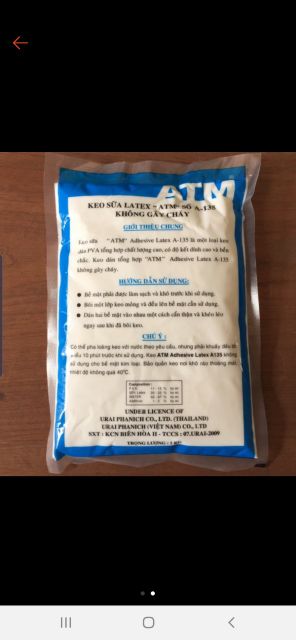 ATM
KEO SỮA LATEX "ATM" SG A-135
KHÔNG GÂY CHÁY
GIỚI THIỆU CHUNG
Keo sữa "ATM" Adhesive Latex A-135 là một loại keo
dán PVA tổng hợp chất lượng cao, có độ kết dính cao và bền
chắc. Keo dán tổng hợp "ATM" Adhesive Latex A-135
không gây cháy.
HƯỚNG DẪN SỬ DỤNG:
● Bề mặt phải được làm sạch và khô trước khi sử dụng.
● Bôi một lớp keo mỏng và đều lên bề mặt cần sử dụng.
● Dán hai bề mặt vào nhau một cách cẩn thận và khéo léo
ngay sau khi đã bôi keo.
CHÚ Ý:
Có thể pha loãng keo với nước theo yêu cầu, nhưng phải khuấy đều tối
thiểu 10 phút trước khi sử dụng. Keo ATM Adhesive Latex A135 không
sử dụng cho bề mặt kim loại. Bảo quản keo nơi khô ráo thoáng mát,
nhiệt độ không quá 40°C.
Composition :
UNDER LICENCE OF
URAI PHANICH CO., LTD. (THAILAND)
URAI PHANICH (VIỆT NAM) CO., LTD
SXT : KCN BIÊN HÒA II - TCCS : 07.URAI-2009
TRỌNG LƯỢNG :